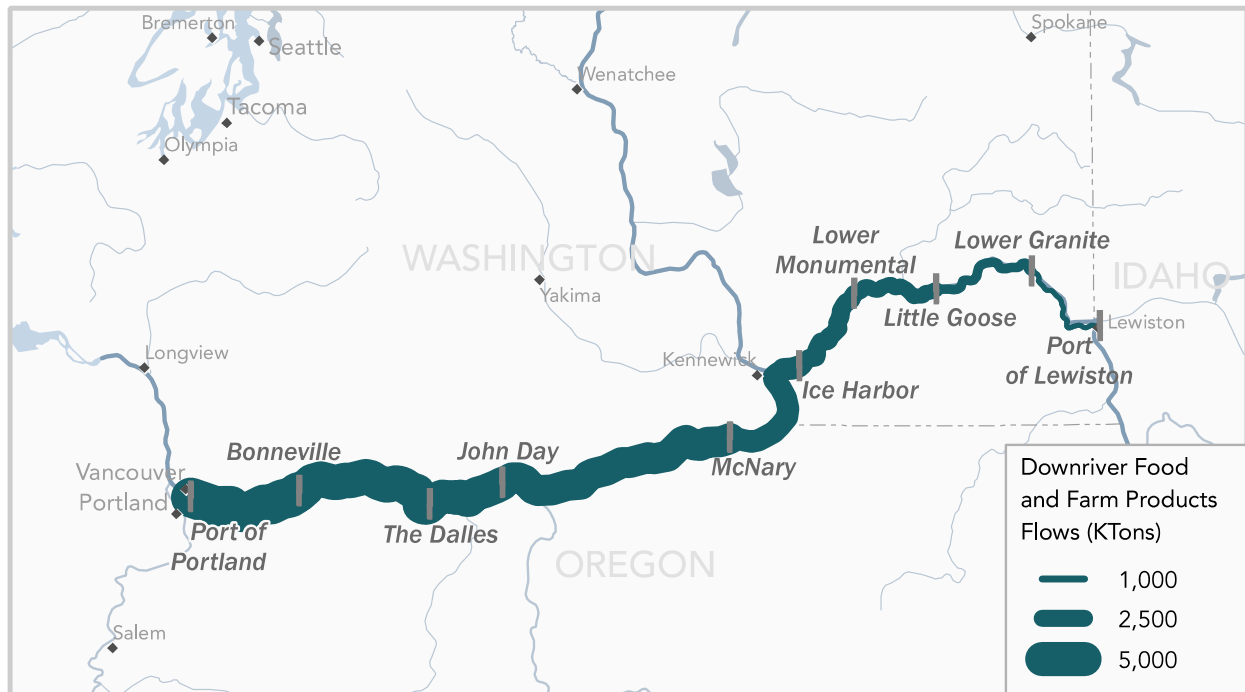 Bremerton
Seattle
Spokane
Wenatchee
Tacoma
Olympia
WASHINGTON
Yakima
Lower
Monumental
Lower Granite
IDAHO
Little Goose
Lewiston
Port
of Lewiston
Longview
Kennewick
Ice Harbor
Bonneville
John Day
McNary
Vancouver
Portland
Port of
Portland
The Dalles
OREGON
Salem
Downriver Food
and Farm Products
Flows (KTons)
1,000
2,500
5,000